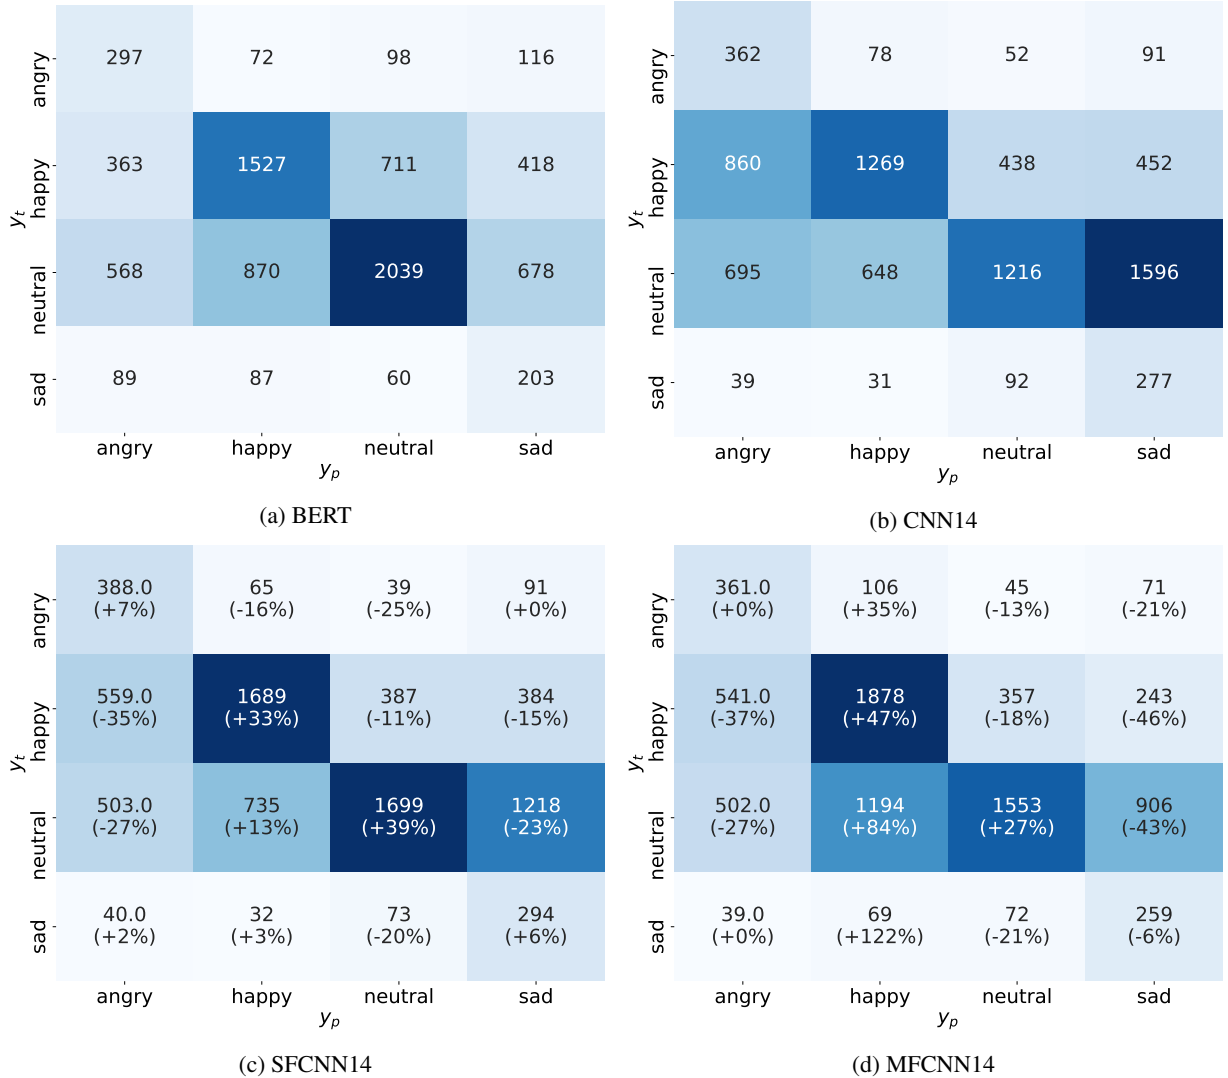 angry 297 72 98 116
happy 363 1527 711 418
neutral 568 870 2039 678
sad 89 87 60 203
angry happy neutral sad
y_t
y_p
(a) BERT
angry 362 78 52 91
happy 860 1269 438 452
neutral 695 648 1216 1596
sad 39 31 92 277
angry happy neutral sad
y_t
y_p
(b) CNN14
angry 388.0 65 39 91
(+7%) (-16%) (-25%) (+0%)
happy 559.0 1689 387 384
(-35%) (+33%) (-11%) (-15%)
neutral 503.0 735 1699 1218
(-27%) (+13%) (+39%) (-23%)
sad 40.0 32 73 294
(+2%) (+3%) (-20%) (+6%)
angry happy neutral sad
y_t
y_p
(c) SFCNN14
angry 361.0 106 45 71
(+0%) (+35%) (-13%) (-21%)
happy 541.0 1878 357 243
(-37%) (+47%) (-18%) (-46%)
neutral 502.0 1194 1553 906
(-27%) (+84%) (+27%) (-43%)
sad 39.0 69 72 259
(+0%) (+122%) (-21%) (-6%)
angry happy neutral sad
y_t
y_p
(d) MFCNN14